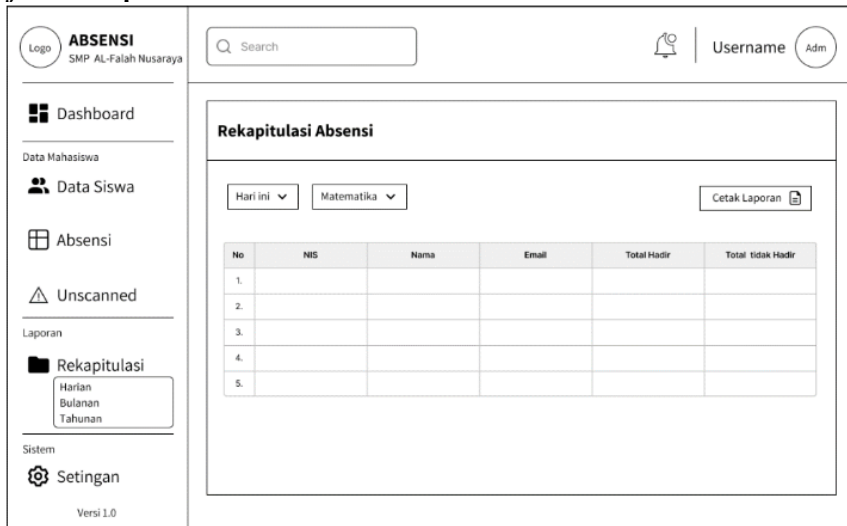 Logo
ABSENSI
SMP AL-Falah Nusaraya
Search
Username
Adm
Dashboard
Data Mahasiswa
Data Siswa
Absensi
Unscanned
Laporan
Rekapitulasi
Harian
Bulanan
Tahunan
Sistem
Setingan
Versi 1.0
Rekapitulasi Absensi
Hari ini
Matematika
Cetak Laporan
No NIS Nama Email Total Hadir Total tidak Hadir
1.
2.
3.
4.
5.